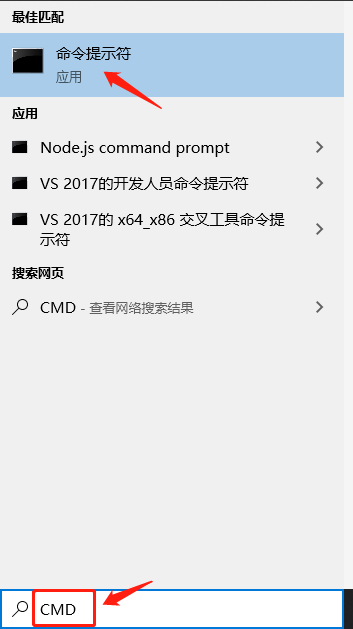 最佳匹配
命令提示符
应用
应用
Node.js command prompt
VS 2017的开发人员命令提示符
VS 2017的 x64_x86 交叉工具命令提
示符
搜索网页
CMD - 查看网络搜索结果
CMD